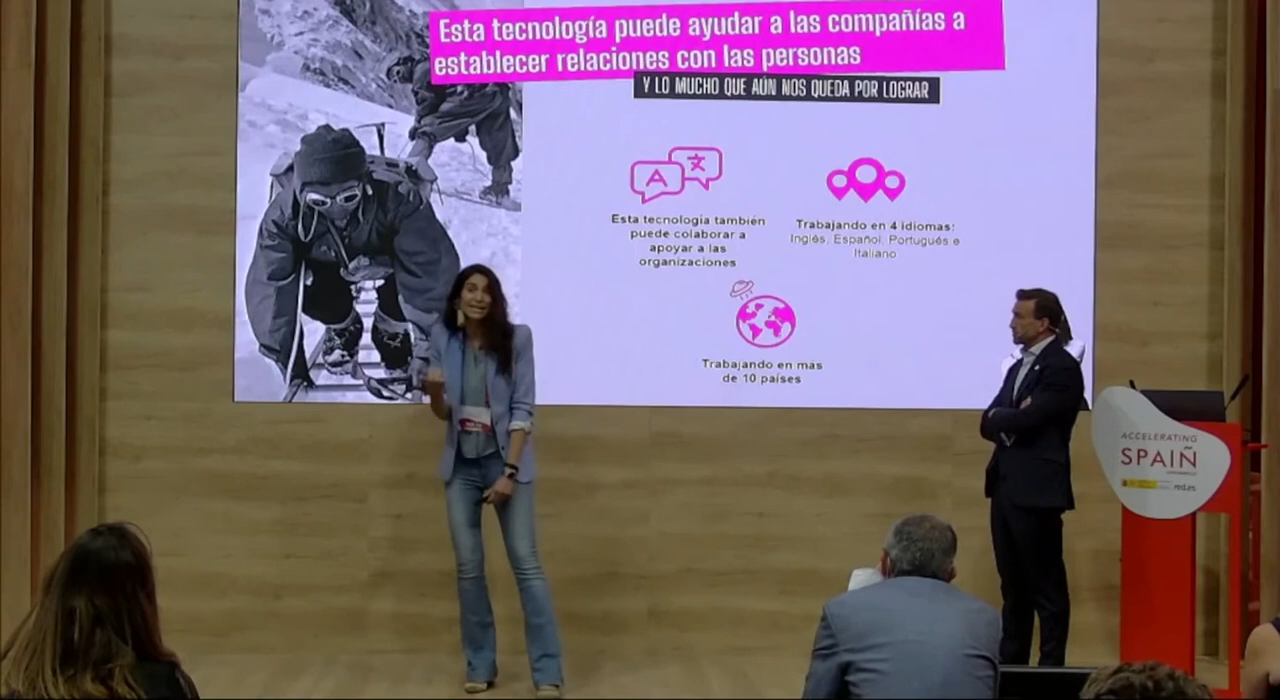 Esta tecnología puede ayudar a las compañías a
establecer relaciones con las personas
Y LO MUCHO QUE AÚN NOS QUEDA POR LOGRAR
A 文
Esta tecnología también
puede colaborar a
apoyar a las
organizaciones
Trabajando en 4 idiomas:
Inglés, Español, Portugués e
Italiano
Trabajando en más
de 10 países
ACCELERATING
SPAIÑ
red.es